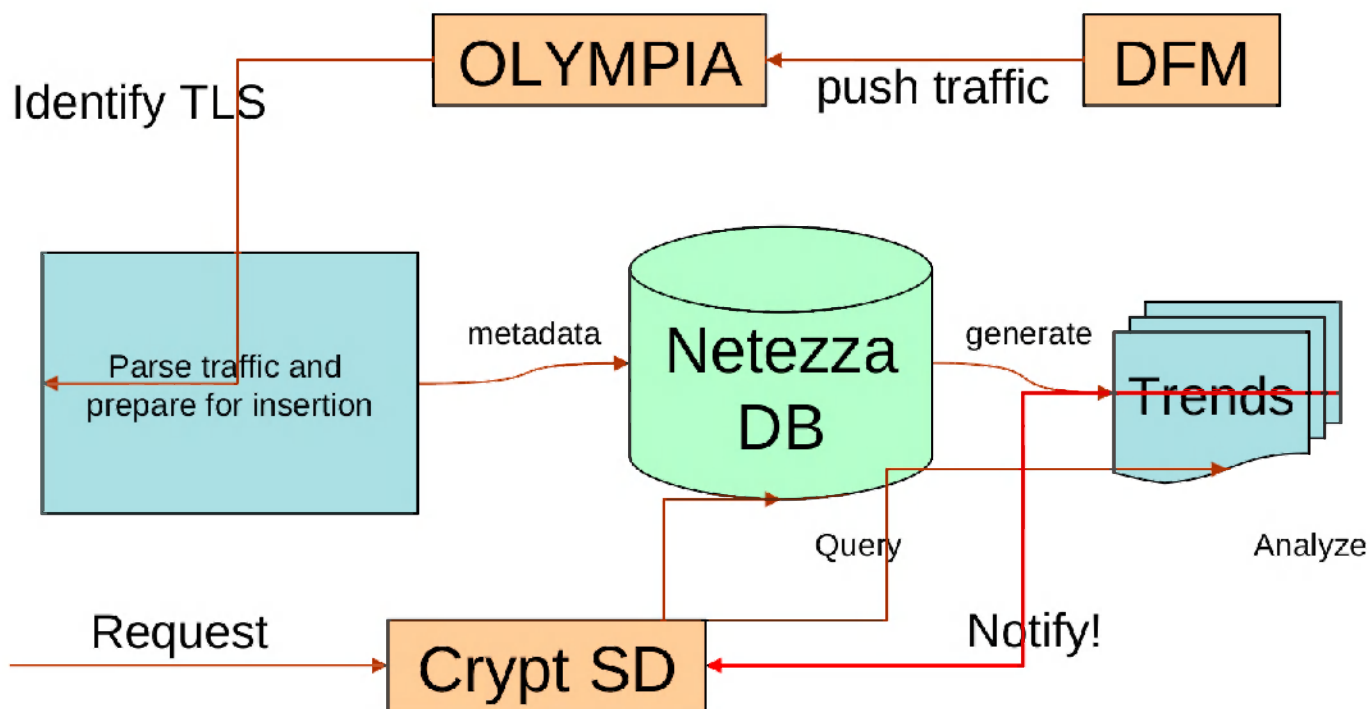 OLYMPIA
DFM
push traffic
Identify TLS
Parse traffic and
prepare for insertion
metadata
Netezza
DB
generate
Trends
Query
Analyze
Request
Crypt SD
Notify!